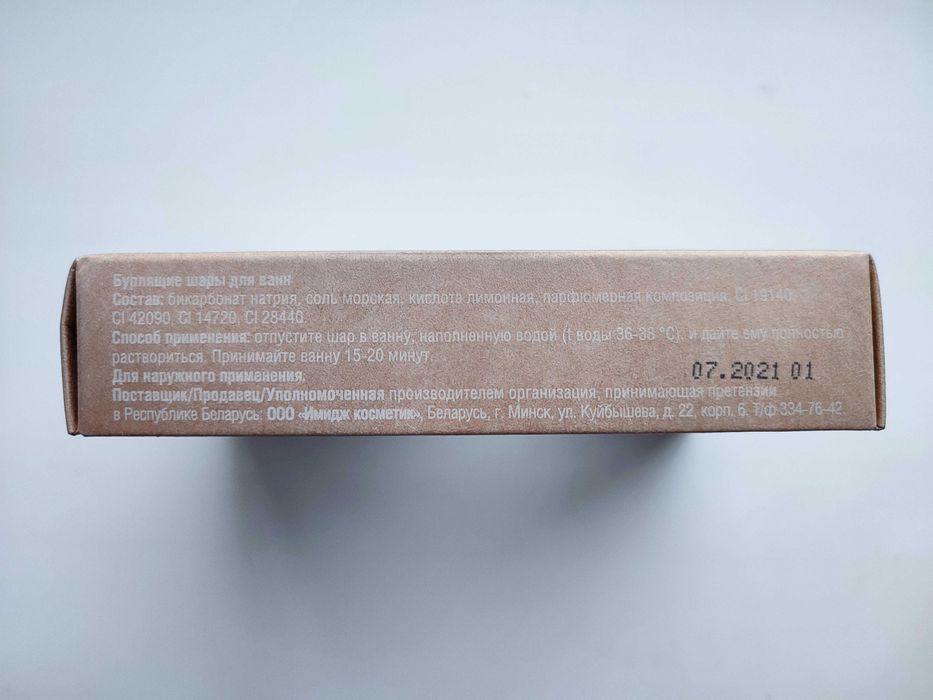 Бурлящие шары для ванн
Состав: бикарбонат натрия, соль морская, кислота лимонная, парфюмерная композиция, CI 19140,
CI 42090, CI 14720, CI 28440.
Способ применения: отпустите шар в ванну, наполненную водой (t воды 36-38 °C), и дайте ему полностью
раствориться. Принимайте ванну 15-20 минут.
Для наружного применения.
07.2021 01
Поставщик/Продавец/Уполномоченная производителем организация, принимающая претензии
в Республике Беларусь: ООО «Имидж косметик», Беларусь, г. Минск, ул. Куйбышева, д. 22, корп. 6. Т/ф 334-76-42.